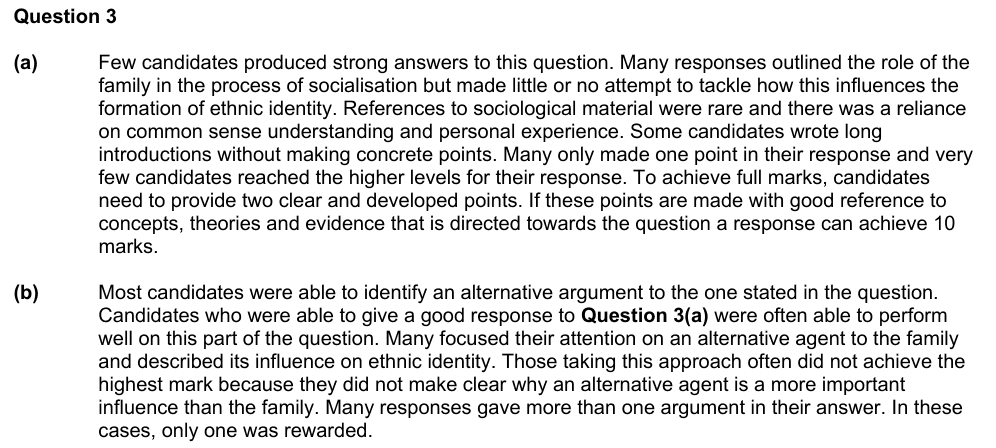 Question 3
(a) Few candidates produced strong answers to this question. Many responses outlined the role of the
family in the process of socialisation but made little or no attempt to tackle how this influences the
formation of ethnic identity. References to sociological material were rare and there was a reliance
on common sense understanding and personal experience. Some candidates wrote long
introductions without making concrete points. Many only made one point in their response and very
few candidates reached the higher levels for their response. To achieve full marks, candidates
need to provide two clear and developed points. If these points are made with good reference to
concepts, theories and evidence that is directed towards the question a response can achieve 10
marks.
(b) Most candidates were able to identify an alternative argument to the one stated in the question.
Candidates who were able to give a good response to Question 3(a) were often able to perform
well on this part of the question. Many focused their attention on an alternative agent to the family
and described its influence on ethnic identity. Those taking this approach often did not achieve the
highest mark because they did not make clear why an alternative agent is a more important
influence than the family. Many responses gave more than one argument in their answer. In these
cases, only one was rewarded.